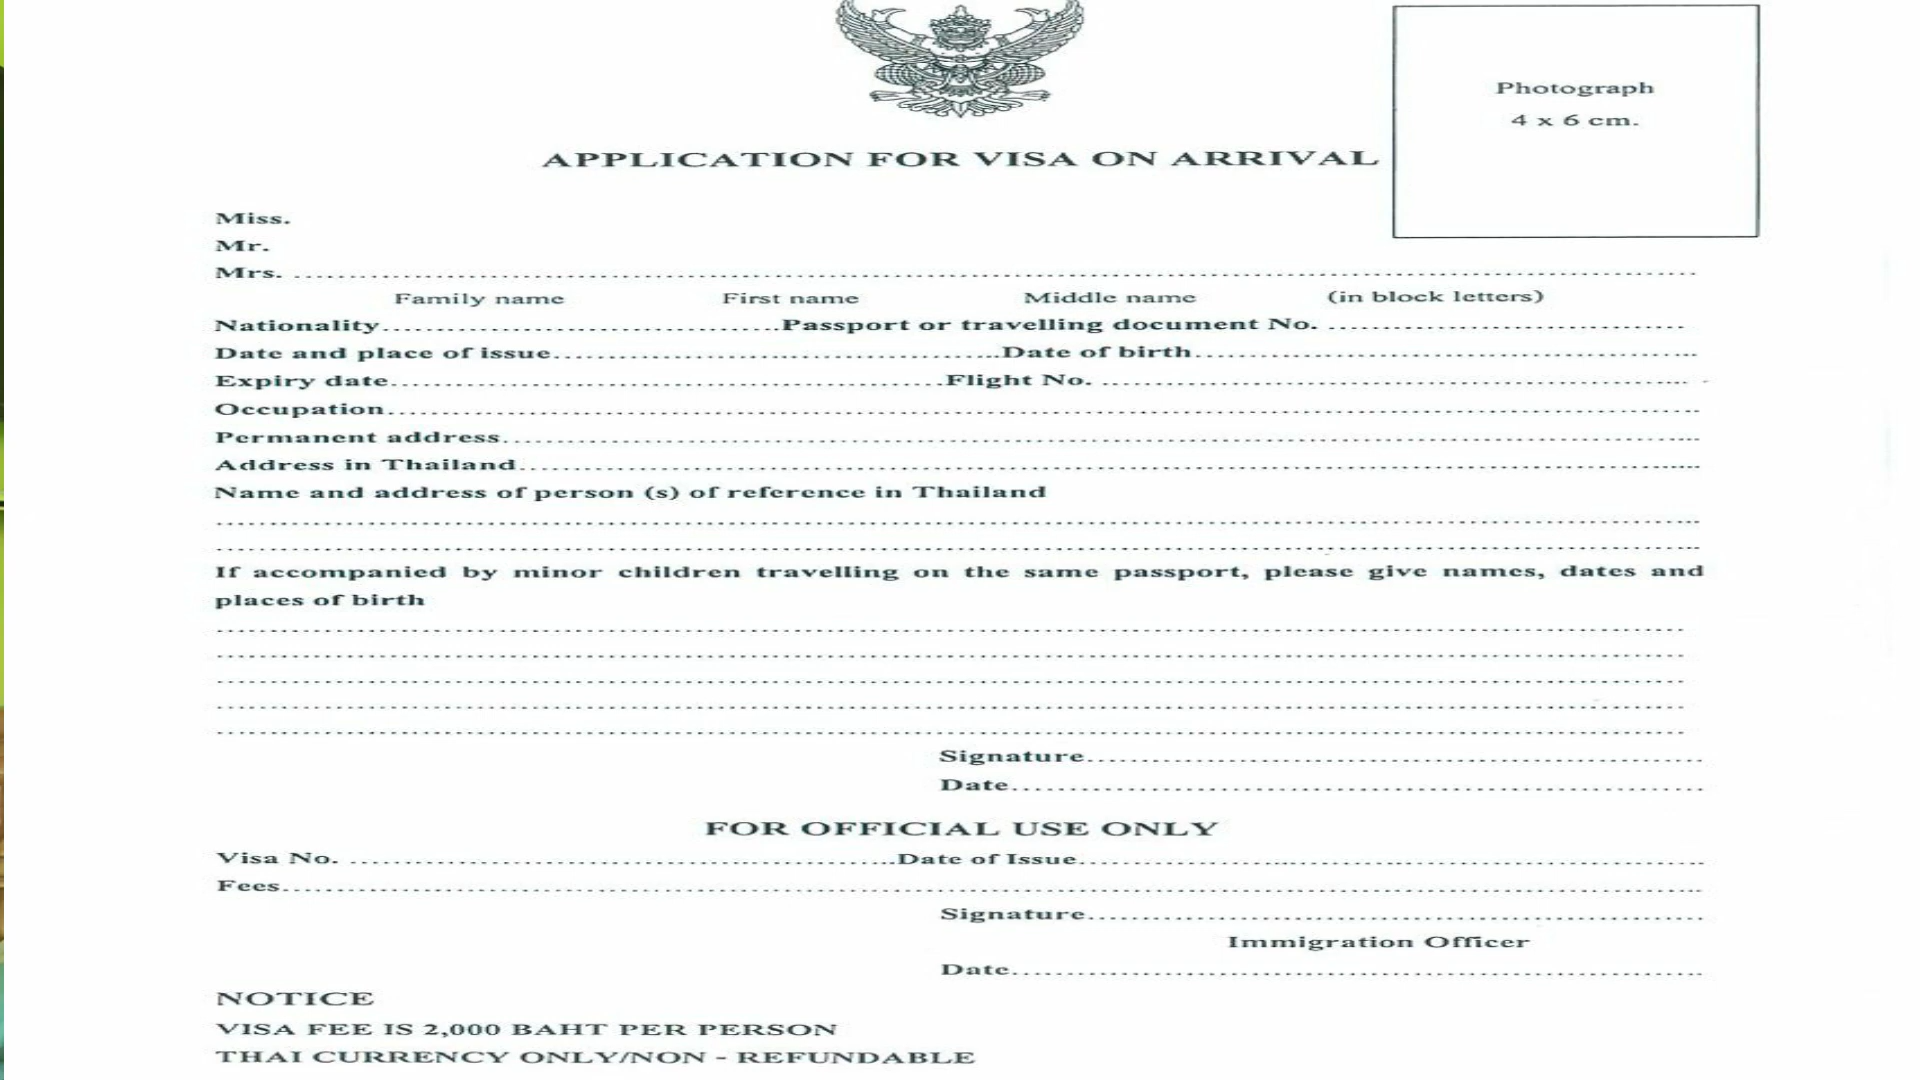 Photograph
4 x 6 cm.
APPLICATION FOR VISA ON ARRIVAL
Miss.
Mr.
Mrs. ........................................................................
Family name First name Middle name (in block letters)
Nationality..............................Passport or travelling document No. ..............................
Date and place of issue..............................Date of birth..............................
Expiry date..............................Flight No. ..............................
Occupation........................................................................
Permanent address........................................................................
Address in Thailand........................................................................
Name and address of person (s) of reference in Thailand
........................................................................
........................................................................
If accompanied by minor children travelling on the same passport, please give names, dates and
places of birth
........................................................................
........................................................................
........................................................................
........................................................................
........................................................................
Signature..............................
Date..............................
FOR OFFICIAL USE ONLY
Visa No. ..............................Date of Issue..............................
Fees........................................................................
Signature..............................
Immigration Officer
Date..............................
NOTICE
VISA FEE IS 2,000 BAHT PER PERSON
THAI CURRENCY ONLY/NON - REFUNDABLE